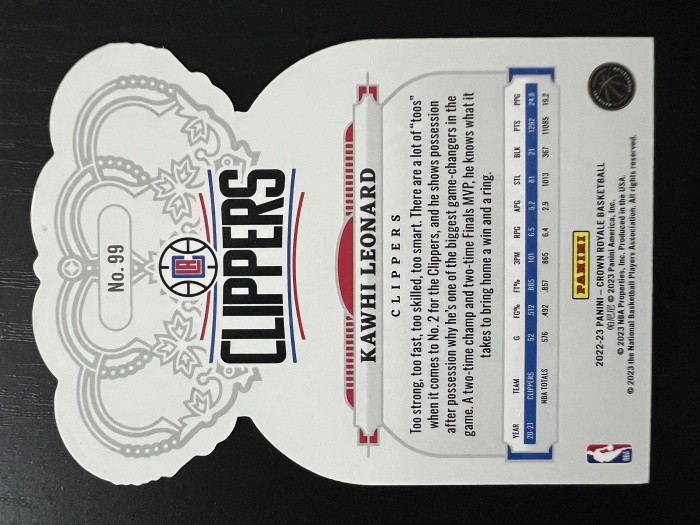 No. 99
CLIPPERS
KAWHI LEONARD
CLIPPERS
Too strong, too fast, too skilled, too smart. There are a lot of “toos”
when it comes to No. 2 for the Clippers, and he shows possession
after possession why he's one of the biggest game-changers in the
game. A two-time champ and two-time Finals MVP, he knows what it
takes to bring home a win and a ring.
YEAR TEAM G FG% FT% 3PM RPG APG STL BLK PTS PPG
20-21 CLIPPERS 52 .512 .885 101 6.5 5.2 81 21 1292 24.8
NBA TOTALS 576 .492 .857 865 6.4 2.9 1013 367 11085 19.2
PANINI
2022-23 PANINI – CROWN ROYALE BASKETBALL
© 2023 Panini America, Inc.
© 2023 NBA Properties, Inc. Produced in the USA.
© 2023 the National Basketball Players Association. All rights reserved.
NBA